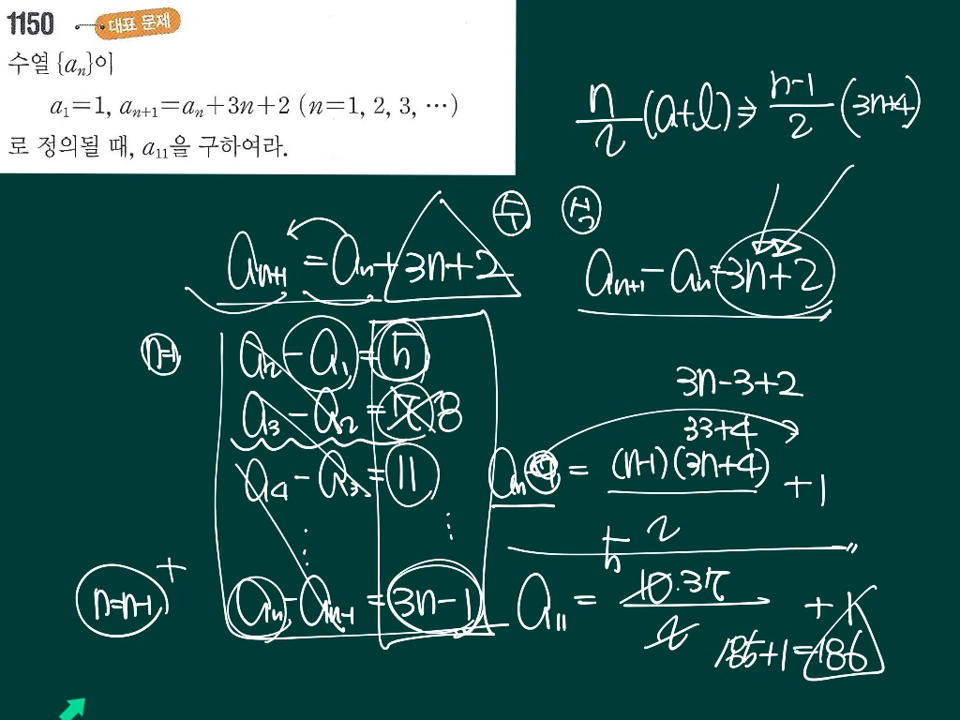 1150 대표 문제
수열 {aₙ}이
a₁=1, aₙ₊₁=aₙ+3n+2 (n=1, 2, 3, ⋯)
로 정의될 때, a₁₁을 구하여라.
n/2 (a+l) ⇒ (n-1)/2 (3n+4)
aₙ₊₁ = aₙ+3n+2
aₙ₊₁ - aₙ = 3n+2
a₂ - a₁ = 5
a₃ - a₂ = 8
a₄ - a₃ = 11
⋮ ⋮
n=n-1
aₙ - aₙ₋₁ = 3n-1
+
3n-3+2
33+4
aₙ = (n-1)(3n+4)/2 +1
a₁₁ = 10·37/2 + 1
5
185+1=186